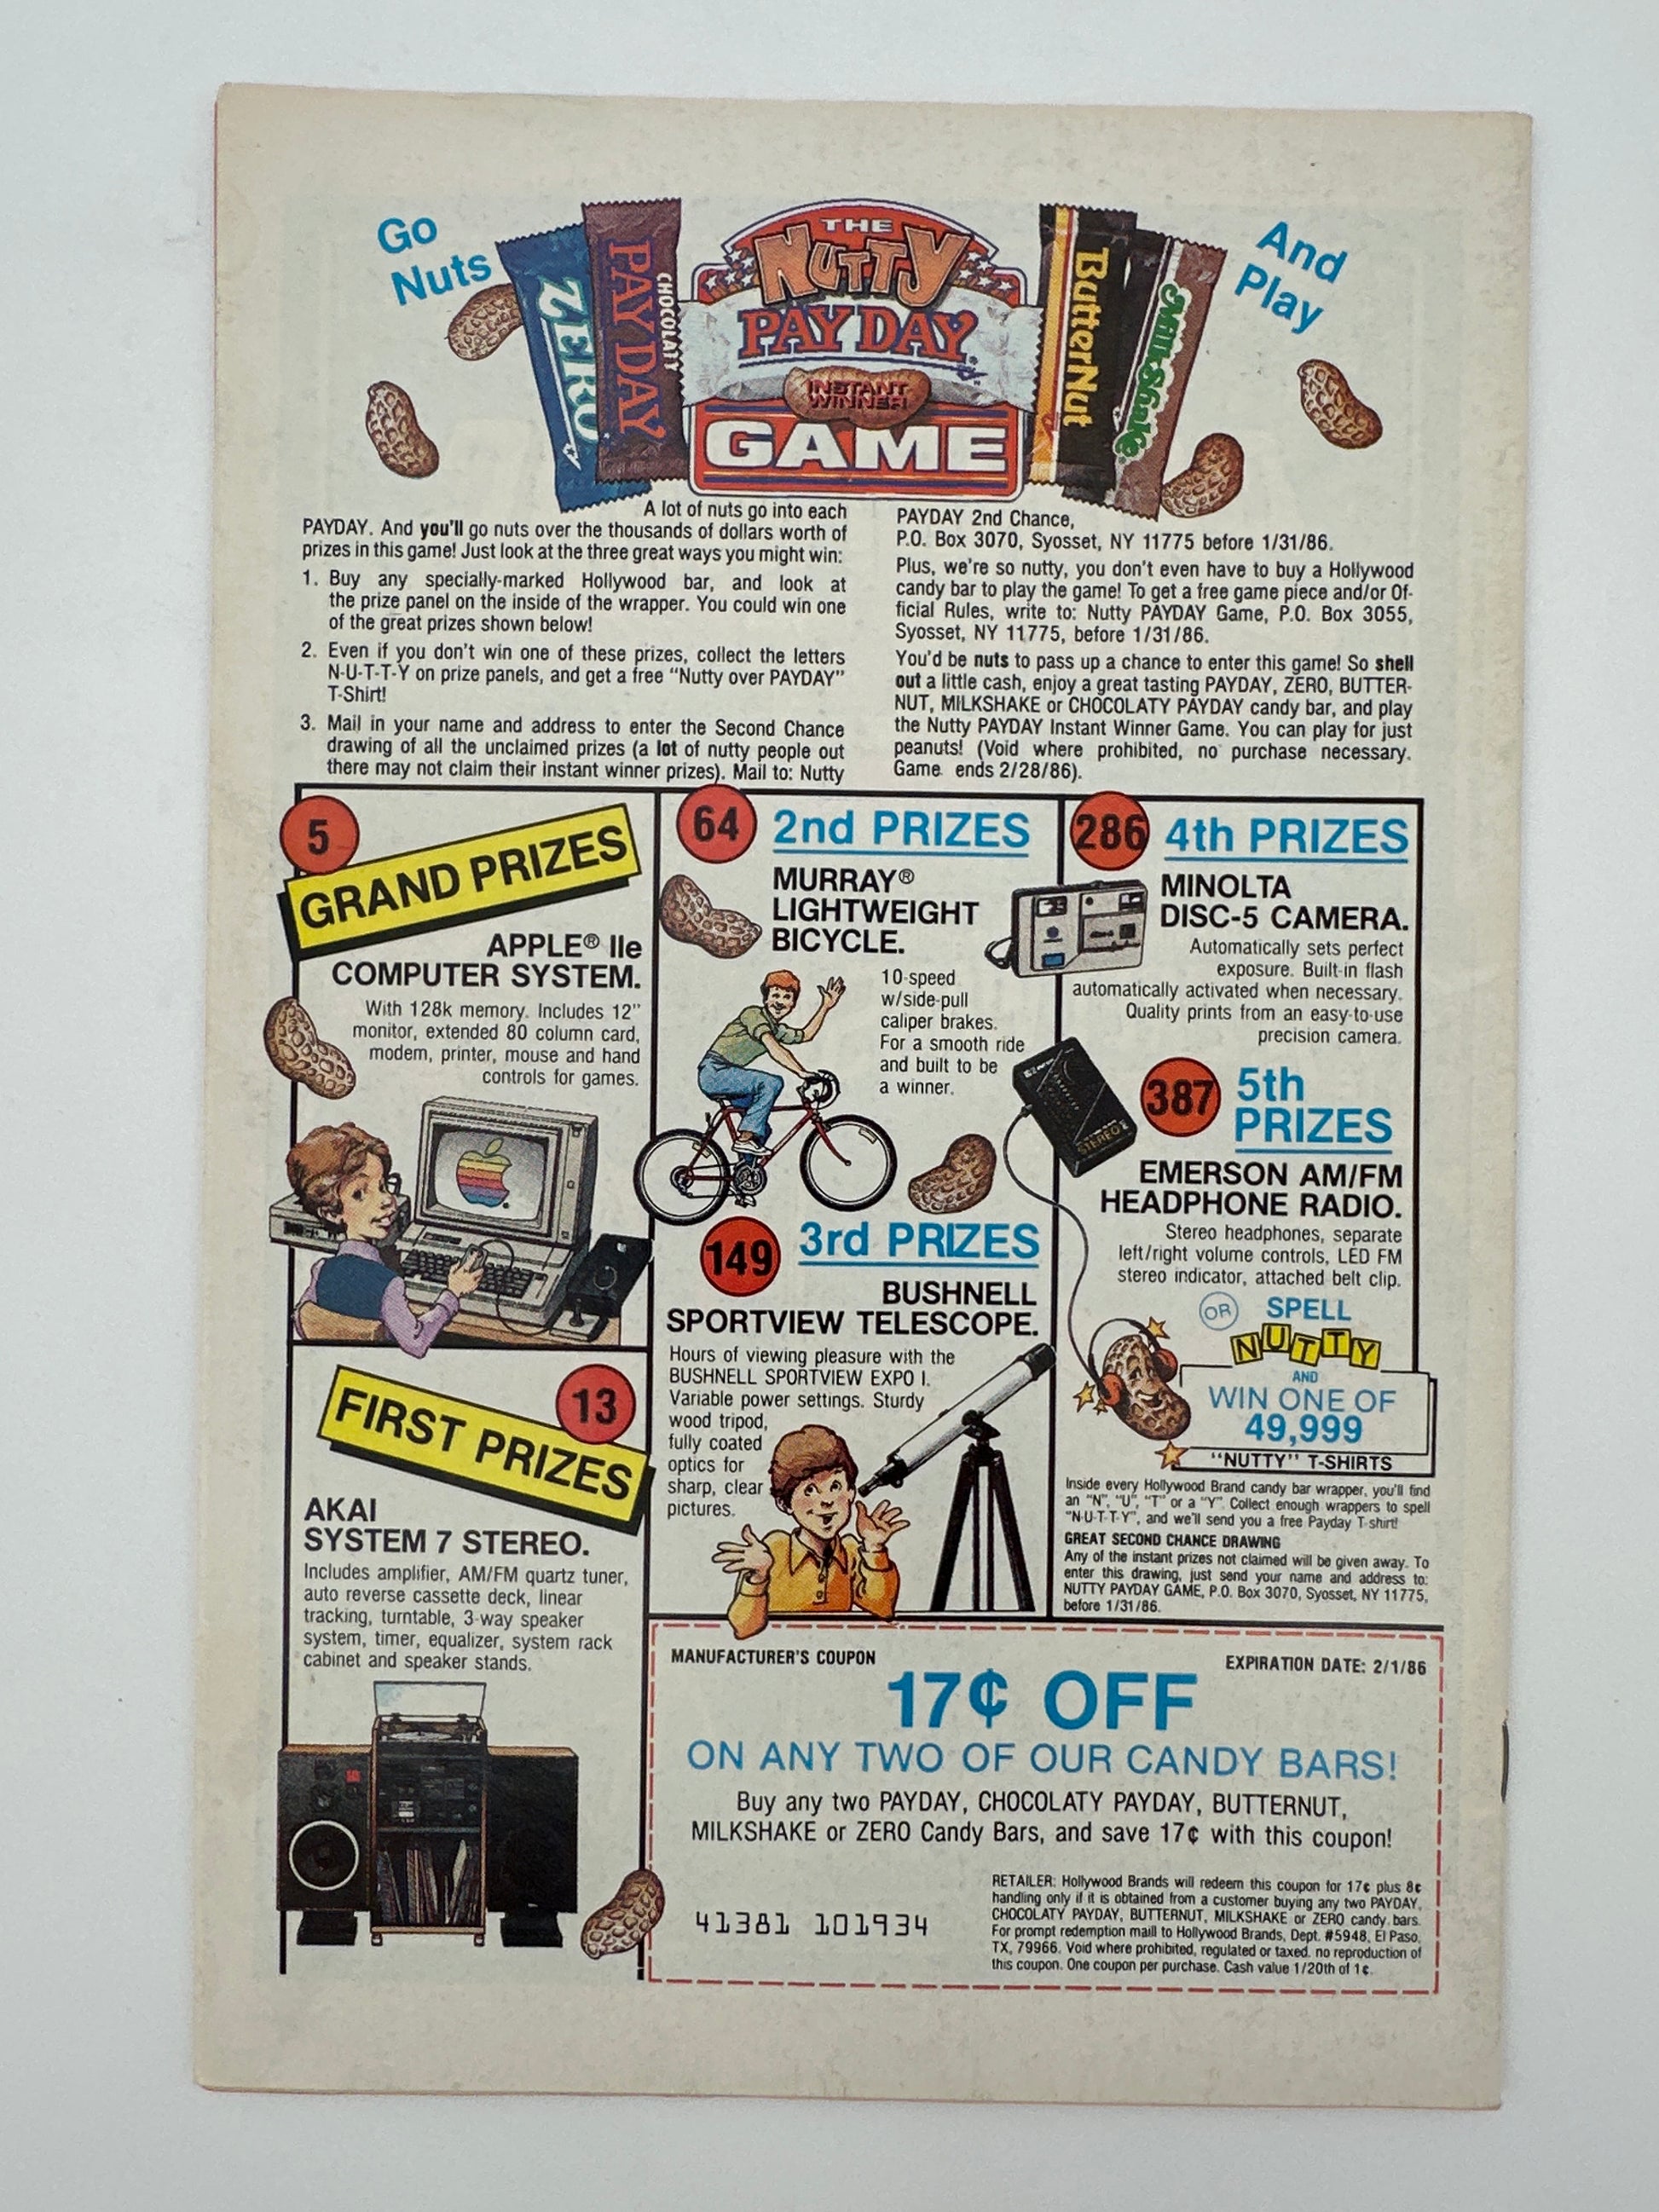 Go
Nuts
ZERO
CHOCOLATY
PAY DAY
THE
NUTTY
PAY DAY
INSTANT
WINNER
GAME
ButterNut
Milk Shake
And
Play
A lot of nuts go into each
PAYDAY. And you'll go nuts over the thousands of dollars worth of
prizes in this game! Just look at the three great ways you might win:
1. Buy any specially-marked Hollywood bar, and look at
the prize panel on the inside of the wrapper. You could win one
of the great prizes shown below!
2. Even if you don't win one of these prizes, collect the letters
N-U-T-T-Y on prize panels, and get a free "Nutty over PAYDAY"
T-Shirt!
3. Mail in your name and address to enter the Second Chance
drawing of all the unclaimed prizes (a lot of nutty people out
there may not claim their instant winner prizes). Mail to: Nutty
PAYDAY 2nd Chance,
P.O. Box 3070, Syosset, NY 11775 before 1/31/86.
Plus, we're so nutty, you don't even have to buy a Hollywood
candy bar to play the game! To get a free game piece and/or Of-
ficial Rules, write to: Nutty PAYDAY Game, P.O. Box 3055,
Syosset, NY 11775, before 1/31/86.
You'd be nuts to pass up a chance to enter this game! So shell
out a little cash, enjoy a great tasting PAYDAY, ZERO, BUTTER-
NUT, MILKSHAKE or CHOCOLATY PAYDAY candy bar, and play
the Nutty PAYDAY Instant Winner Game. You can play for just
peanuts! (Void where prohibited, no purchase necessary.
Game ends 2/28/86).
5
GRAND PRIZES
APPLE® IIe
COMPUTER SYSTEM.
With 128k memory. Includes 12"
monitor, extended 80 column card,
modem, printer, mouse and hand
controls for games.
13
FIRST PRIZES
AKAI
SYSTEM 7 STEREO.
Includes amplifier, AM/FM quartz tuner,
auto reverse cassette deck, linear
tracking, turntable, 3-way speaker
system, timer, equalizer, system rack
cabinet and speaker stands.
64
2nd PRIZES
MURRAY®
LIGHTWEIGHT
BICYCLE.
10-speed
w/side-pull
caliper brakes.
For a smooth ride
and built to be
a winner.
149
3rd PRIZES
BUSHNELL
SPORTVIEW TELESCOPE.
Hours of viewing pleasure with the
BUSHNELL SPORTVIEW EXPO I.
Variable power settings. Sturdy
wood tripod,
fully coated
optics for
sharp, clear
pictures.
286
4th PRIZES
MINOLTA
DISC-5 CAMERA.
Automatically sets perfect
exposure. Built-in flash
automatically activated when necessary.
Quality prints from an easy-to-use
precision camera.
STEREO
387
5th
PRIZES
EMERSON AM/FM
HEADPHONE RADIO.
Stereo headphones, separate
left/right volume controls, LED FM
stereo indicator, attached belt clip.
OR SPELL
NUTTY
AND
WIN ONE OF
49,999
"NUTTY" T-SHIRTS
Inside every Hollywood Brand candy bar wrapper, you'll find
an "N", "U", "T" or a "Y". Collect enough wrappers to spell
"N-U-T-T-Y", and we'll send you a free Payday T-shirt!
GREAT SECOND CHANCE DRAWING
Any of the instant prizes not claimed will be given away. To
enter this drawing, just send your name and address to:
NUTTY PAYDAY GAME, P.O. Box 3070, Syosset, NY 11775,
before 1/31/86.
MANUFACTURER'S COUPON
EXPIRATION DATE: 2/1/86
17¢ OFF
ON ANY TWO OF OUR CANDY BARS!
Buy any two PAYDAY, CHOCOLATY PAYDAY, BUTTERNUT,
MILKSHAKE or ZERO Candy Bars, and save 17¢ with this coupon!
41381 101934
RETAILER: Hollywood Brands will redeem this coupon for 17¢ plus 8¢
handling only if it is obtained from a customer buying any two PAYDAY,
CHOCOLATY PAYDAY, BUTTERNUT, MILKSHAKE or ZERO candy bars.
For prompt redemption maill to Hollywood Brands, Dept. #5948, El Paso,
TX, 79966. Void where prohibited, regulated or taxed. no reproduction of
this coupon. One coupon per purchase. Cash value 1/20th of 1¢.